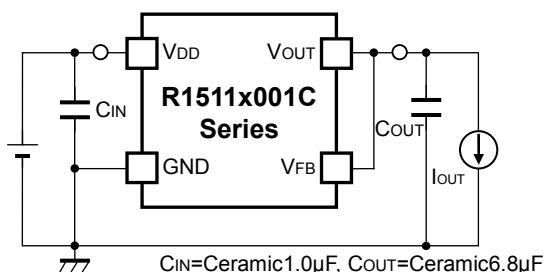 VDD
VOUT
R1511x001C
Series
CIN
COUT
GND
VFB
IOUT
CIN=Ceramic1.0µF, COUT=Ceramic6.8µF